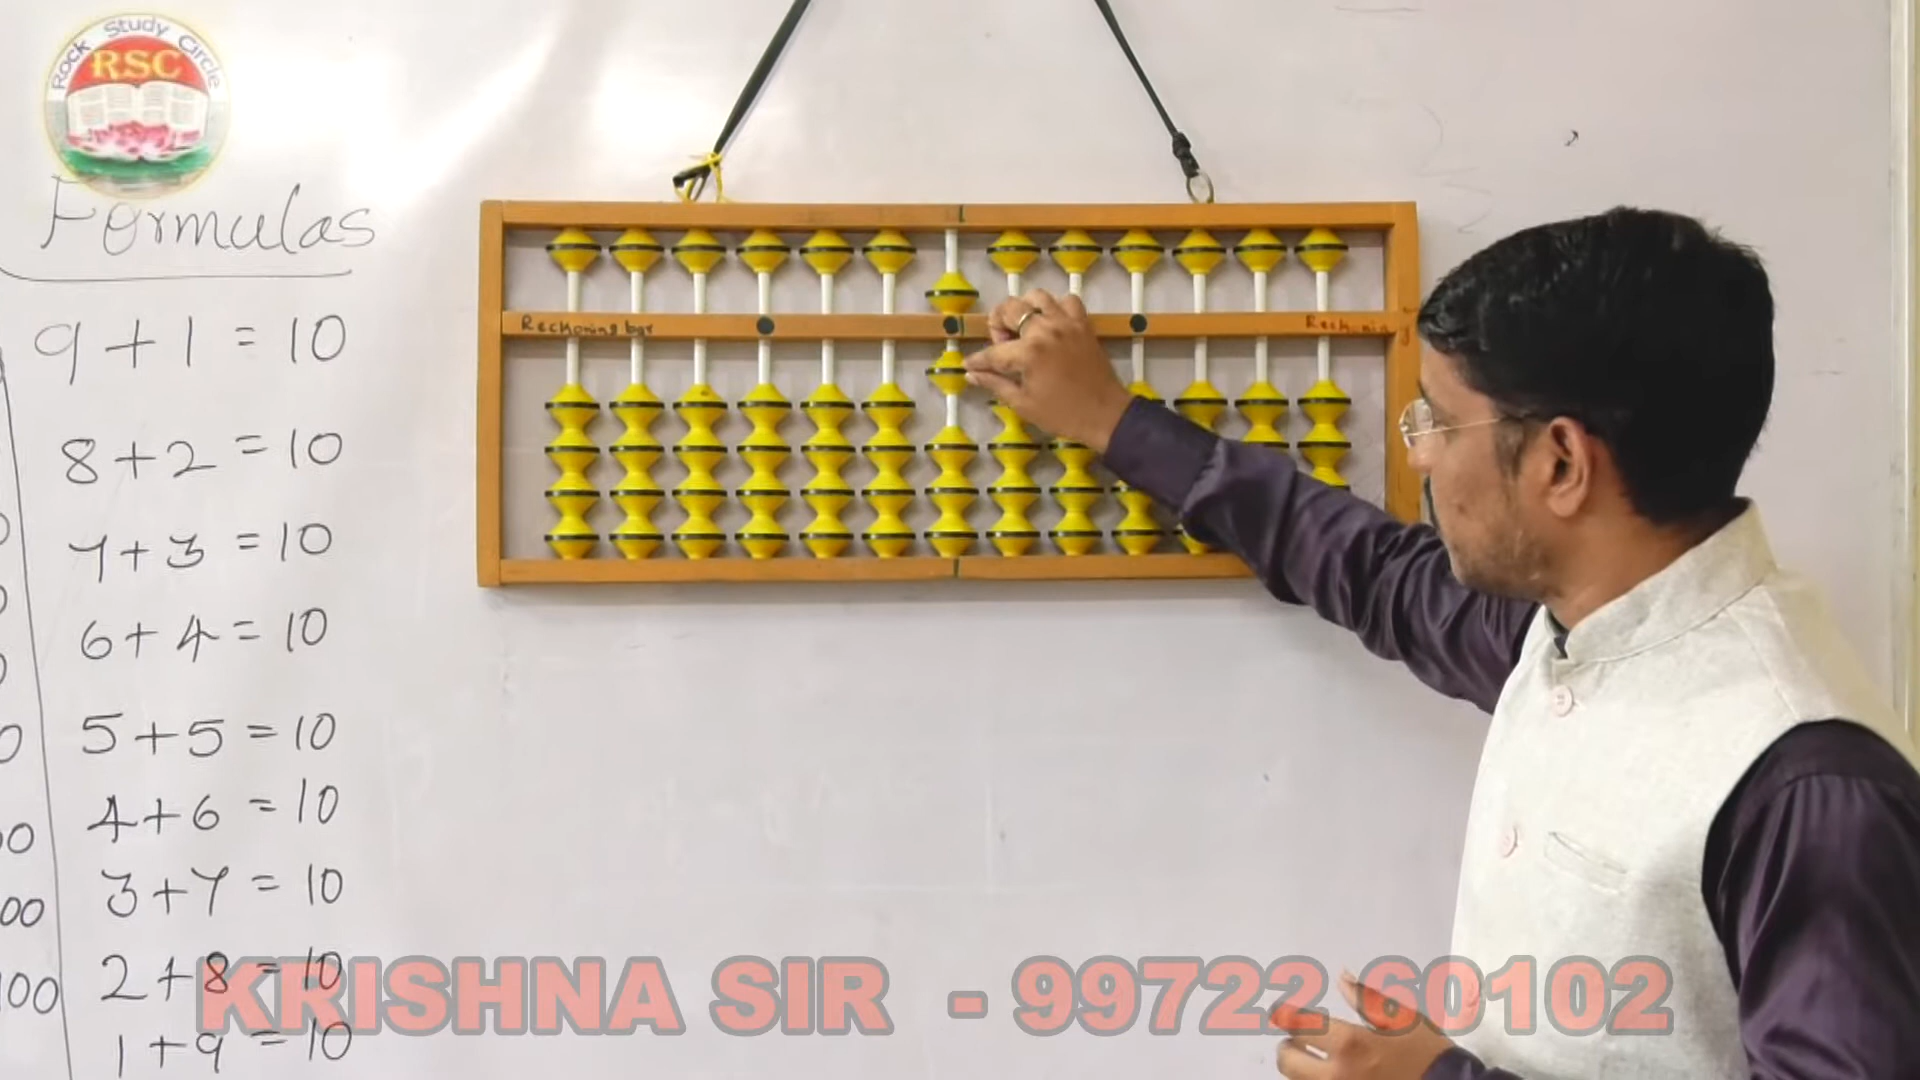 Rock Study Circle
RSC
Formulas
9 + 1 = 10
8 + 2 = 10
7 + 3 = 10
6 + 4 = 10
5 + 5 = 10
4 + 6 = 10
3 + 7 = 10
2 + 8 = 10
1 + 9 = 10
Reckoning bar
KRISHNA SIR - 99722 60102